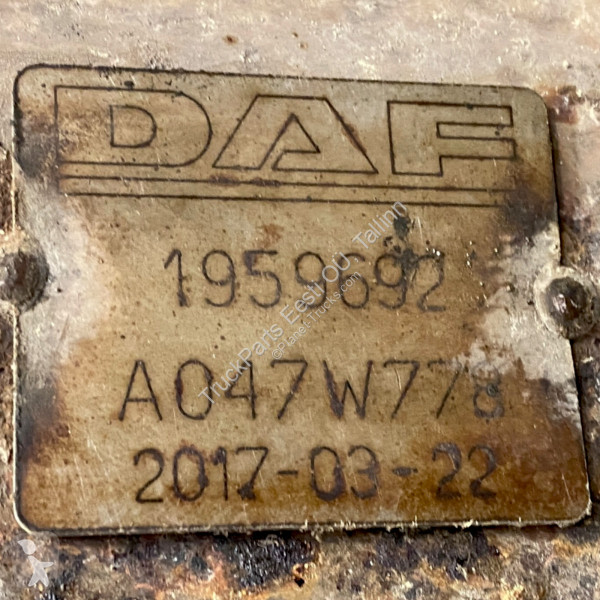 DAF
1959692
A047W778
2017-03-22
TruckParts Eesti OÜ, Tallinn
©Planet-Trucks.com